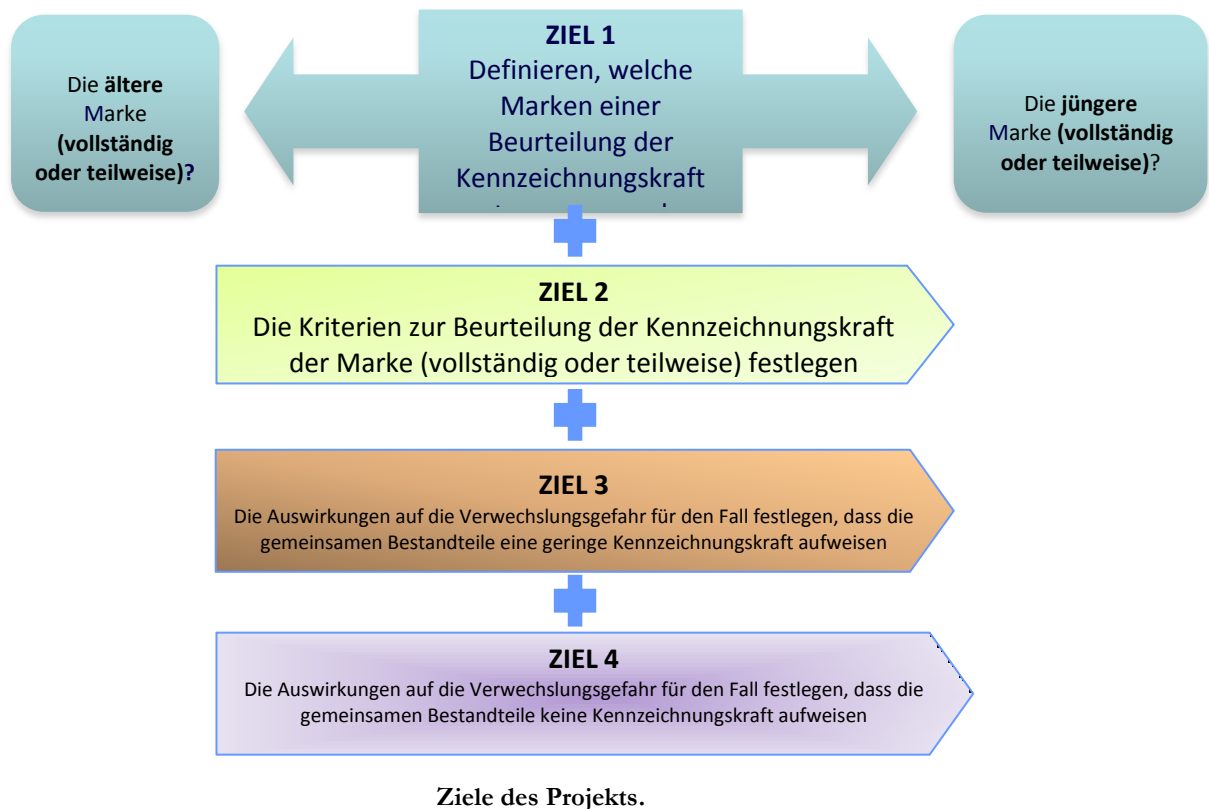 Die ältere
Marke
(vollständig
oder teilweise)?
ZIEL 1
Definieren, welche
Marken einer
Beurteilung der
Kennzeichnungskraft
Die jüngere
Marke (vollständig
oder teilweise)?
ZIEL 2
Die Kriterien zur Beurteilung der Kennzeichnungskraft
der Marke (vollständig oder teilweise) festlegen
ZIEL 3
Die Auswirkungen auf die Verwechslungsgefahr für den Fall festlegen, dass die
gemeinsamen Bestandteile eine geringe Kennzeichnungskraft aufweisen
ZIEL 4
Die Auswirkungen auf die Verwechslungsgefahr für den Fall festlegen, dass die
gemeinsamen Bestandteile keine Kennzeichnungskraft aufweisen
Ziele des Projekts.